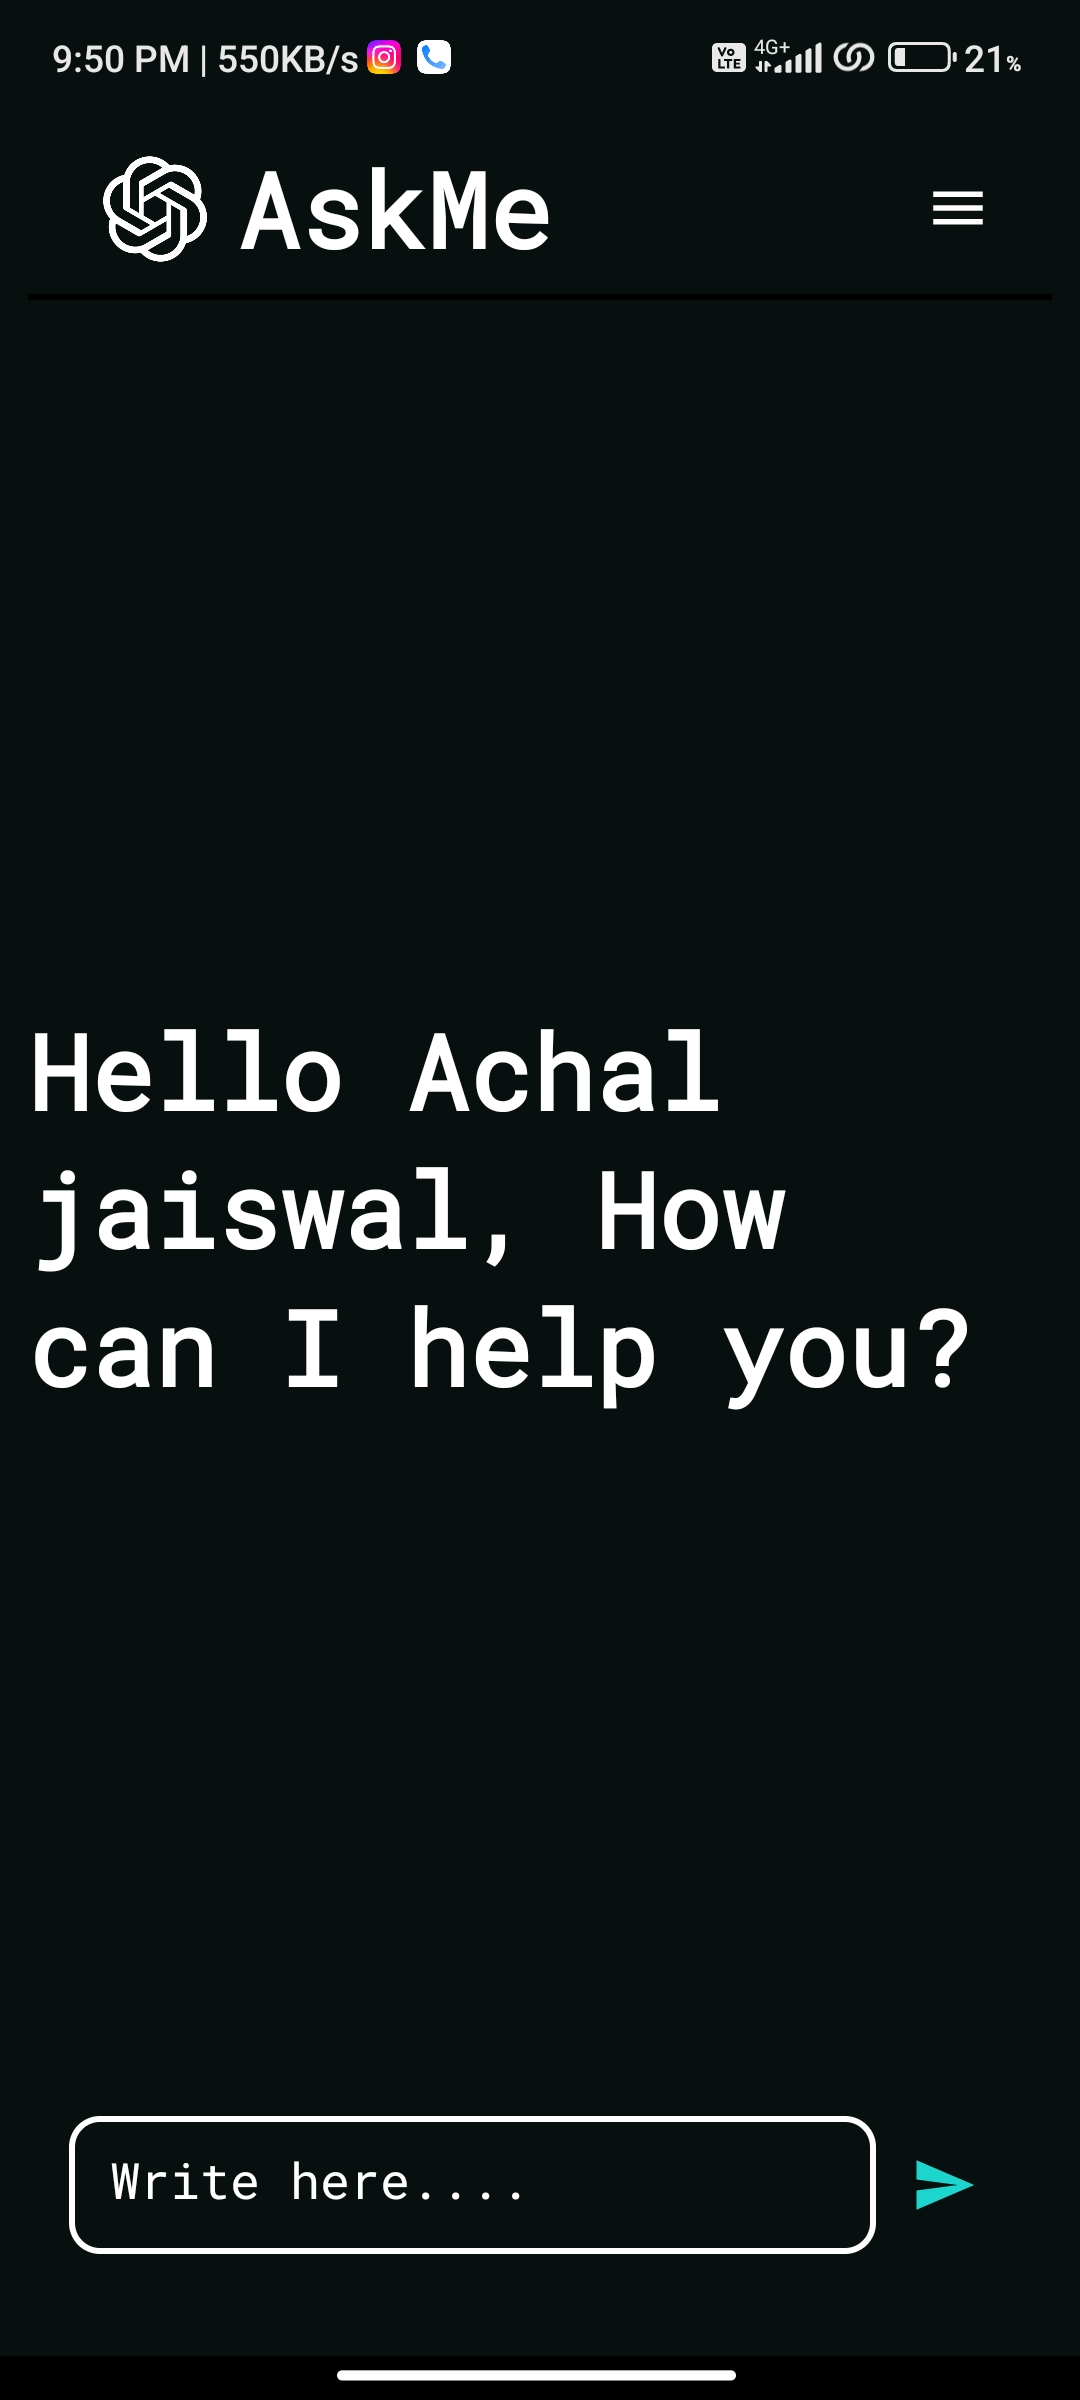 9:50 PM | 550KB/s
Vo LTE 4G+ 21%
AskMe
Hello Achal
jaiswal, How
can I help you?
Write here....